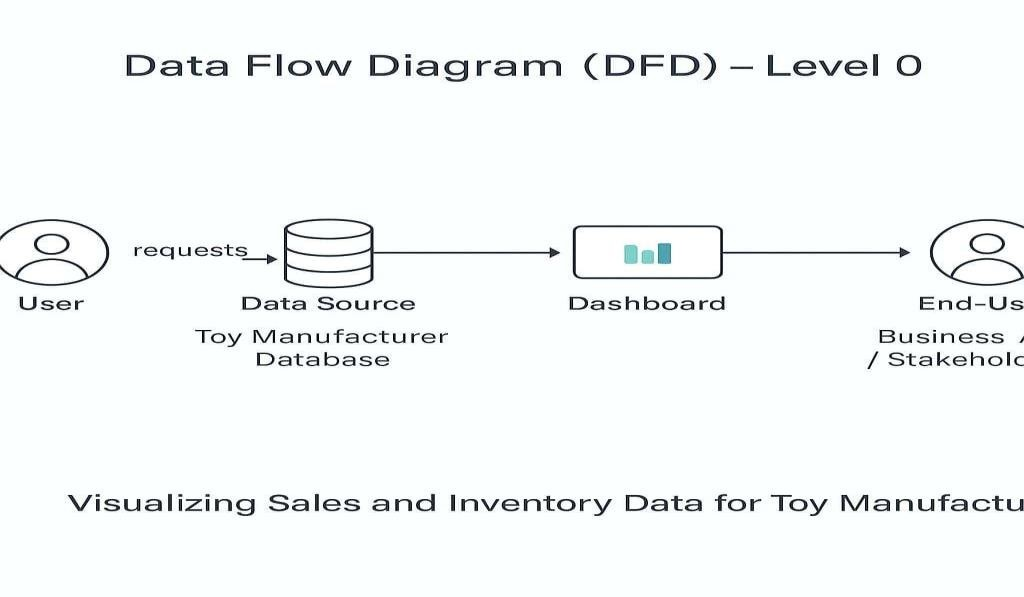 Data Flow Diagram (DFD) – Level 0
requests
User
Data Source
Dashboard
Toy Manufacturer
Database
Business
/
Visualizing Sales and Inventory Data for Toy